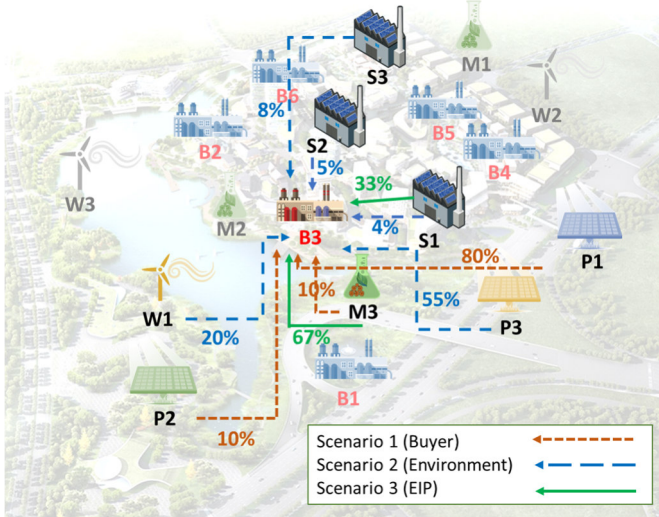 S3
M1
B6
8%
W2
B2
S2
B5
B4
5%
33%
W3
M2
4%
S1
B3
80%
P1
10%
55%
W1
M3
P3
20%
67%
B1
P2
10%
Scenario 1 (Buyer)
Scenario 2 (Environment)
Scenario 3 (EIP)